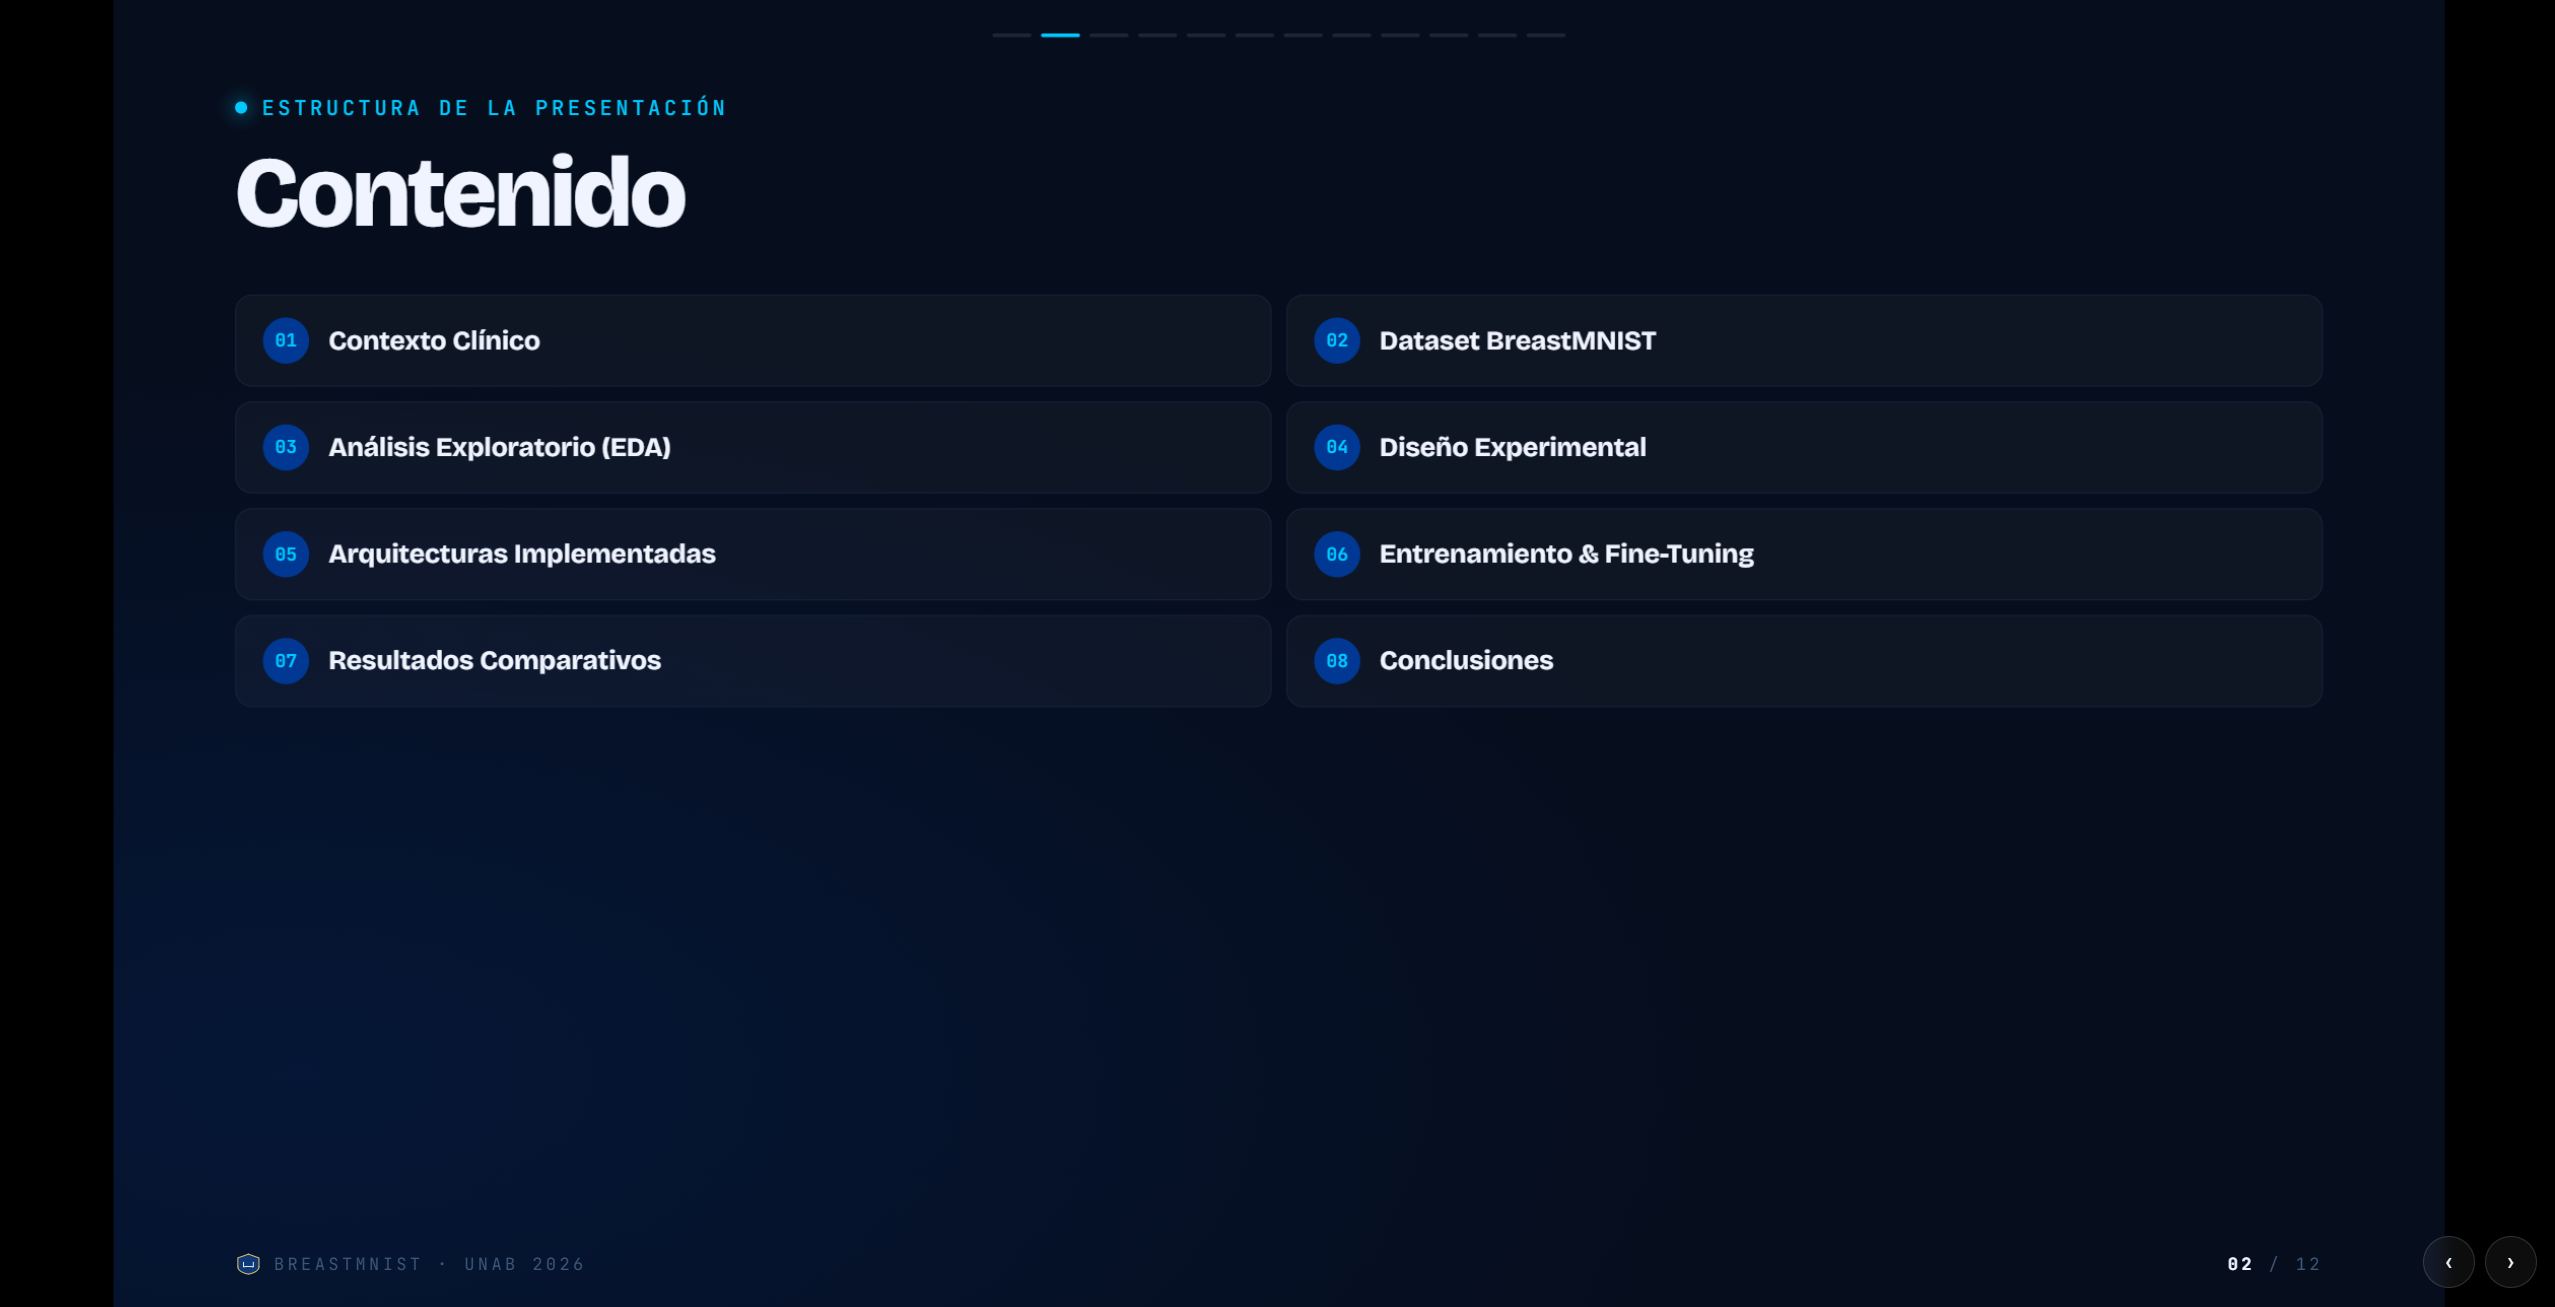 ESTRUCTURA DE LA PRESENTACIÓN
Contenido
01 Contexto Clínico
02 Dataset BreastMNIST
03 Análisis Exploratorio (EDA)
04 Diseño Experimental
05 Arquitecturas Implementadas
06 Entrenamiento & Fine-Tuning
07 Resultados Comparativos
08 Conclusiones
BREASTMNIST · UNAB 2026
02 / 12